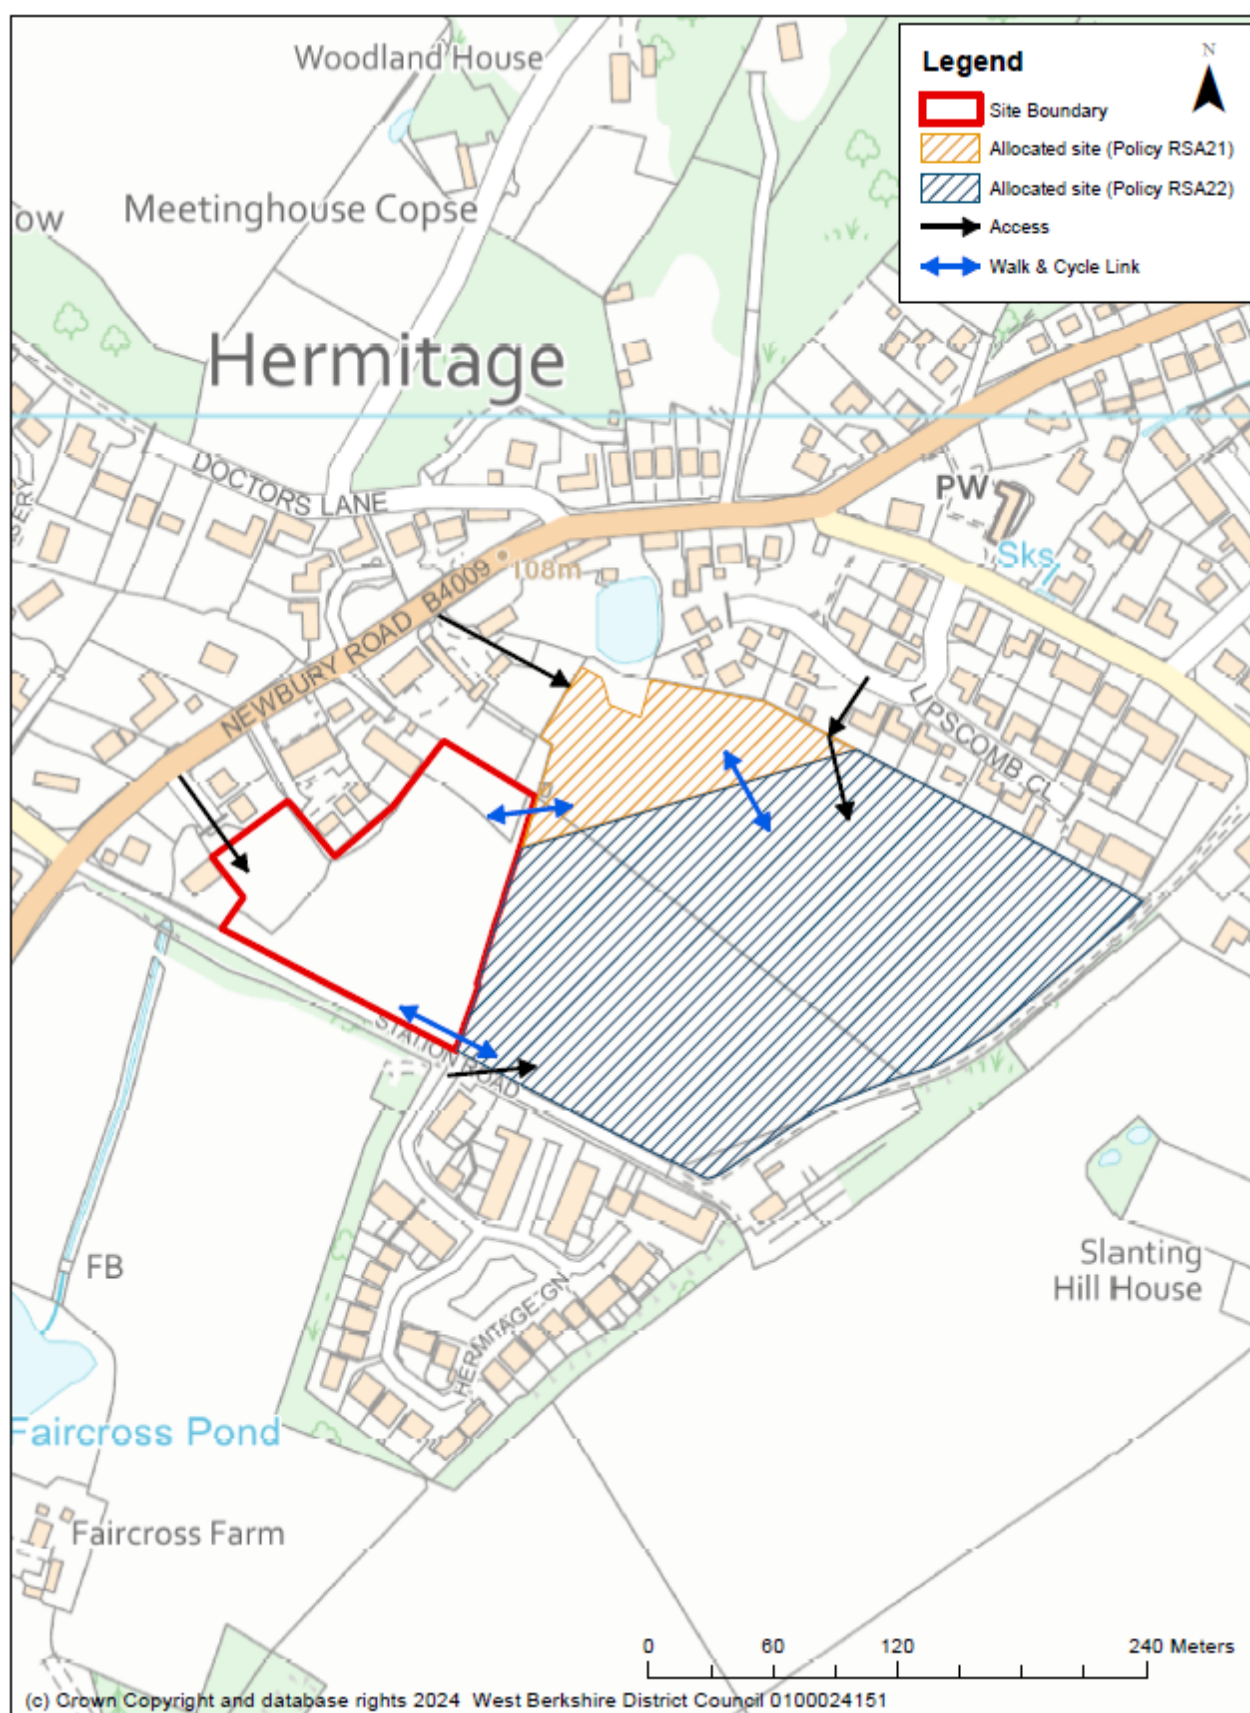 Woodland House
Legend
N
Site Boundary
Allocated site (Policy RSA21)
Allocated site (Policy RSA22)
Access
Walk & Cycle Link
ow
Meetinghouse Copse
Hermitage
DOCTORS LANE
PW
Sks
108m
NEWBURY ROAD B4009
LIPSCOMB CL
STATION ROAD
FB
HERMITAGE GN
Slanting
Hill House
Faircross Pond
Faircross Farm
0 60 120 240 Meters
(c) Crown Copyright and database rights 2024 West Berkshire District Council 0100024151